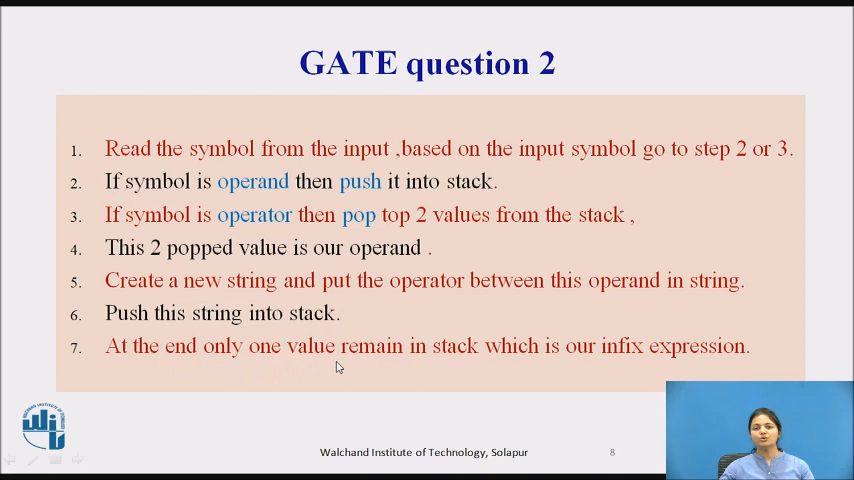 GATE question 2
1. Read the symbol from the input ,based on the input symbol go to step 2 or 3.
2. If symbol is operand then push it into stack.
3. If symbol is operator then pop top 2 values from the stack ,
4. This 2 popped value is our operand .
5. Create a new string and put the operator between this operand in string.
6. Push this string into stack.
7. At the end only one value remain in stack which is our infix expression.
Walchand Institute of Technology, Solapur
8